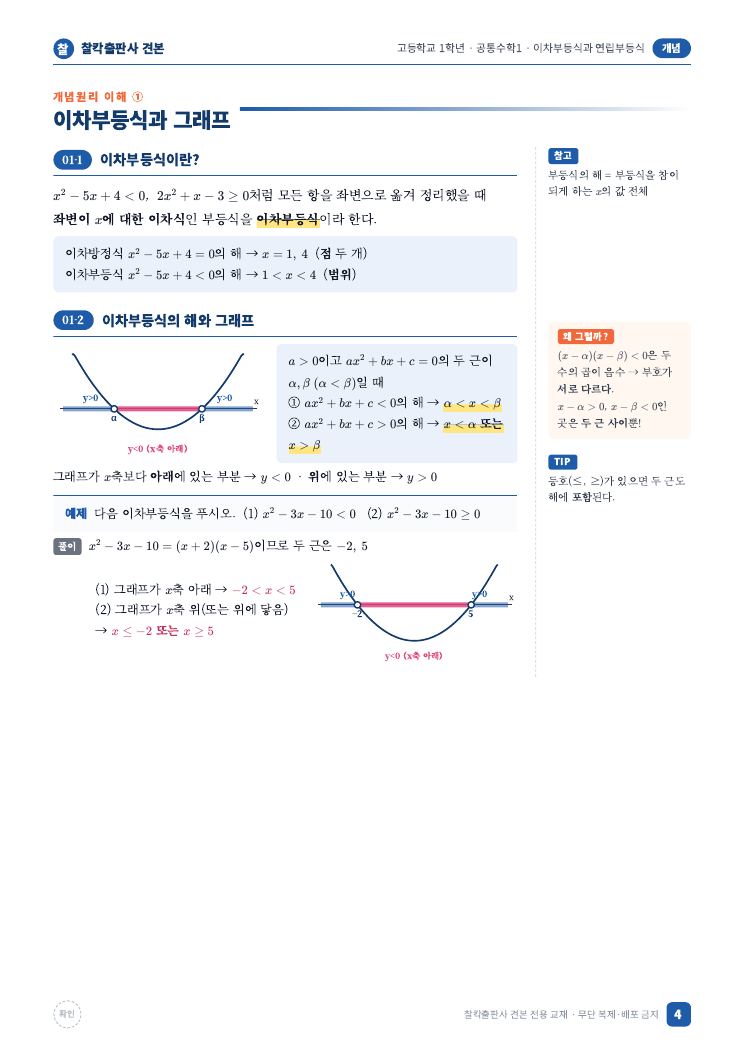 찰 찰칵출판사 견본
고등학교 1학년 · 공통수학1 · 이차부등식과 연립부등식 개념
개념원리 이해 ①
이차부등식과 그래프
01-1 이차부등식이란?
x² − 5x + 4 < 0, 2x² + x − 3 ≥ 0처럼 모든 항을 좌변으로 옮겨 정리했을 때
좌변이 x에 대한 이차식인 부등식을 이차부등식이라 한다.
이차방정식 x² − 5x + 4 = 0의 해 → x = 1, 4 (점 두 개)
이차부등식 x² − 5x + 4 < 0의 해 → 1 < x < 4 (범위)
참고
부등식의 해 = 부등식을 참이
되게 하는 x의 값 전체
01-2 이차부등식의 해와 그래프
y>0 y>0 x
α β
y<0 (x축 아래)
a > 0이고 ax² + bx + c = 0의 두 근이
α, β (α < β)일 때
① ax² + bx + c < 0의 해 → α < x < β
② ax² + bx + c > 0의 해 → x < α 또는
x > β
그래프가 x축보다 아래에 있는 부분 → y < 0 · 위에 있는 부분 → y > 0
왜 그럴까?
(x − α)(x − β) < 0은 두
수의 곱이 음수 → 부호가
서로 다르다.
x − α > 0, x − β < 0인
곳은 두 근 사이뿐!
TIP
등호(≤, ≥)가 있으면 두 근도
해에 포함된다.
예제 다음 이차부등식을 푸시오. (1) x² − 3x − 10 < 0 (2) x² − 3x − 10 ≥ 0
풀이 x² − 3x − 10 = (x + 2)(x − 5)이므로 두 근은 −2, 5
(1) 그래프가 x축 아래 → −2 < x < 5
(2) 그래프가 x축 위(또는 위에 닿음)
→ x ≤ −2 또는 x ≥ 5
y>0 y>0 x
−2 5
y<0 (x축 아래)
확인
찰칵출판사 견본 전용 교재 · 무단 복제·배포 금지 4